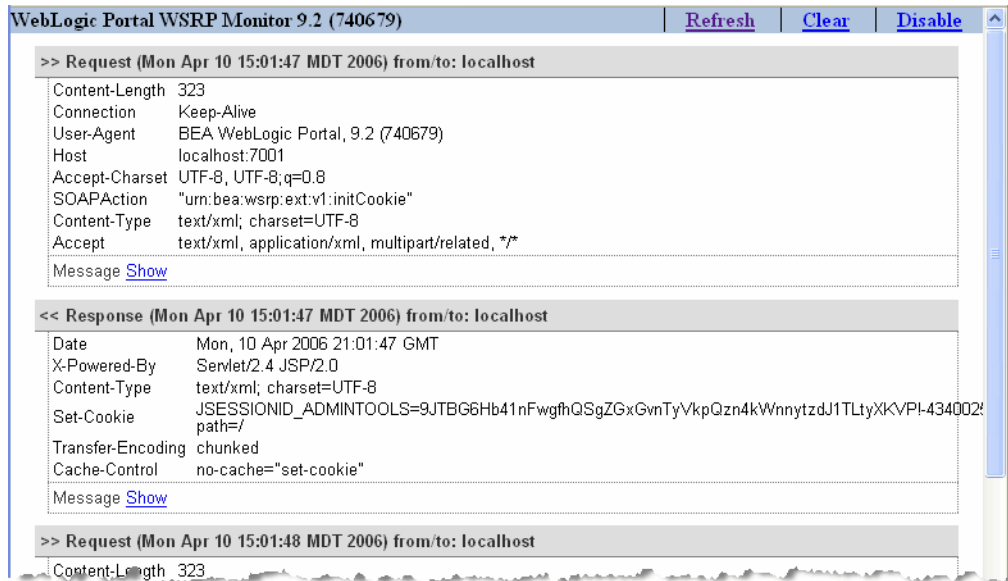 WebLogic Portal WSRP Monitor 9.2 (740679) Refresh Clear Disable
>> Request (Mon Apr 10 15:01:47 MDT 2006) from/to: localhost
Content-Length 323
Connection Keep-Alive
User-Agent BEA WebLogic Portal, 9.2 (740679)
Host localhost:7001
Accept-Charset UTF-8, UTF-8;q=0.8
SOAPAction "urn:bea:wsrp:ext:v1:initCookie"
Content-Type text/xml; charset=UTF-8
Accept text/xml, application/xml, multipart/related, */*
Message Show
<< Response (Mon Apr 10 15:01:47 MDT 2006) from/to: localhost
Date Mon, 10 Apr 2006 21:01:47 GMT
X-Powered-By Servlet/2.4 JSP/2.0
Content-Type text/xml; charset=UTF-8
Set-Cookie JSESSIONID_ADMINTOOLS=9JTBG6Hb41nFwgfhQSgZGxGvnTyVkpQzn4kWnnytzdJ1TLtyXKVP!-4340025
path=/
Transfer-Encoding chunked
Cache-Control no-cache="set-cookie"
Message Show
>> Request (Mon Apr 10 15:01:48 MDT 2006) from/to: localhost
Content-Length 323